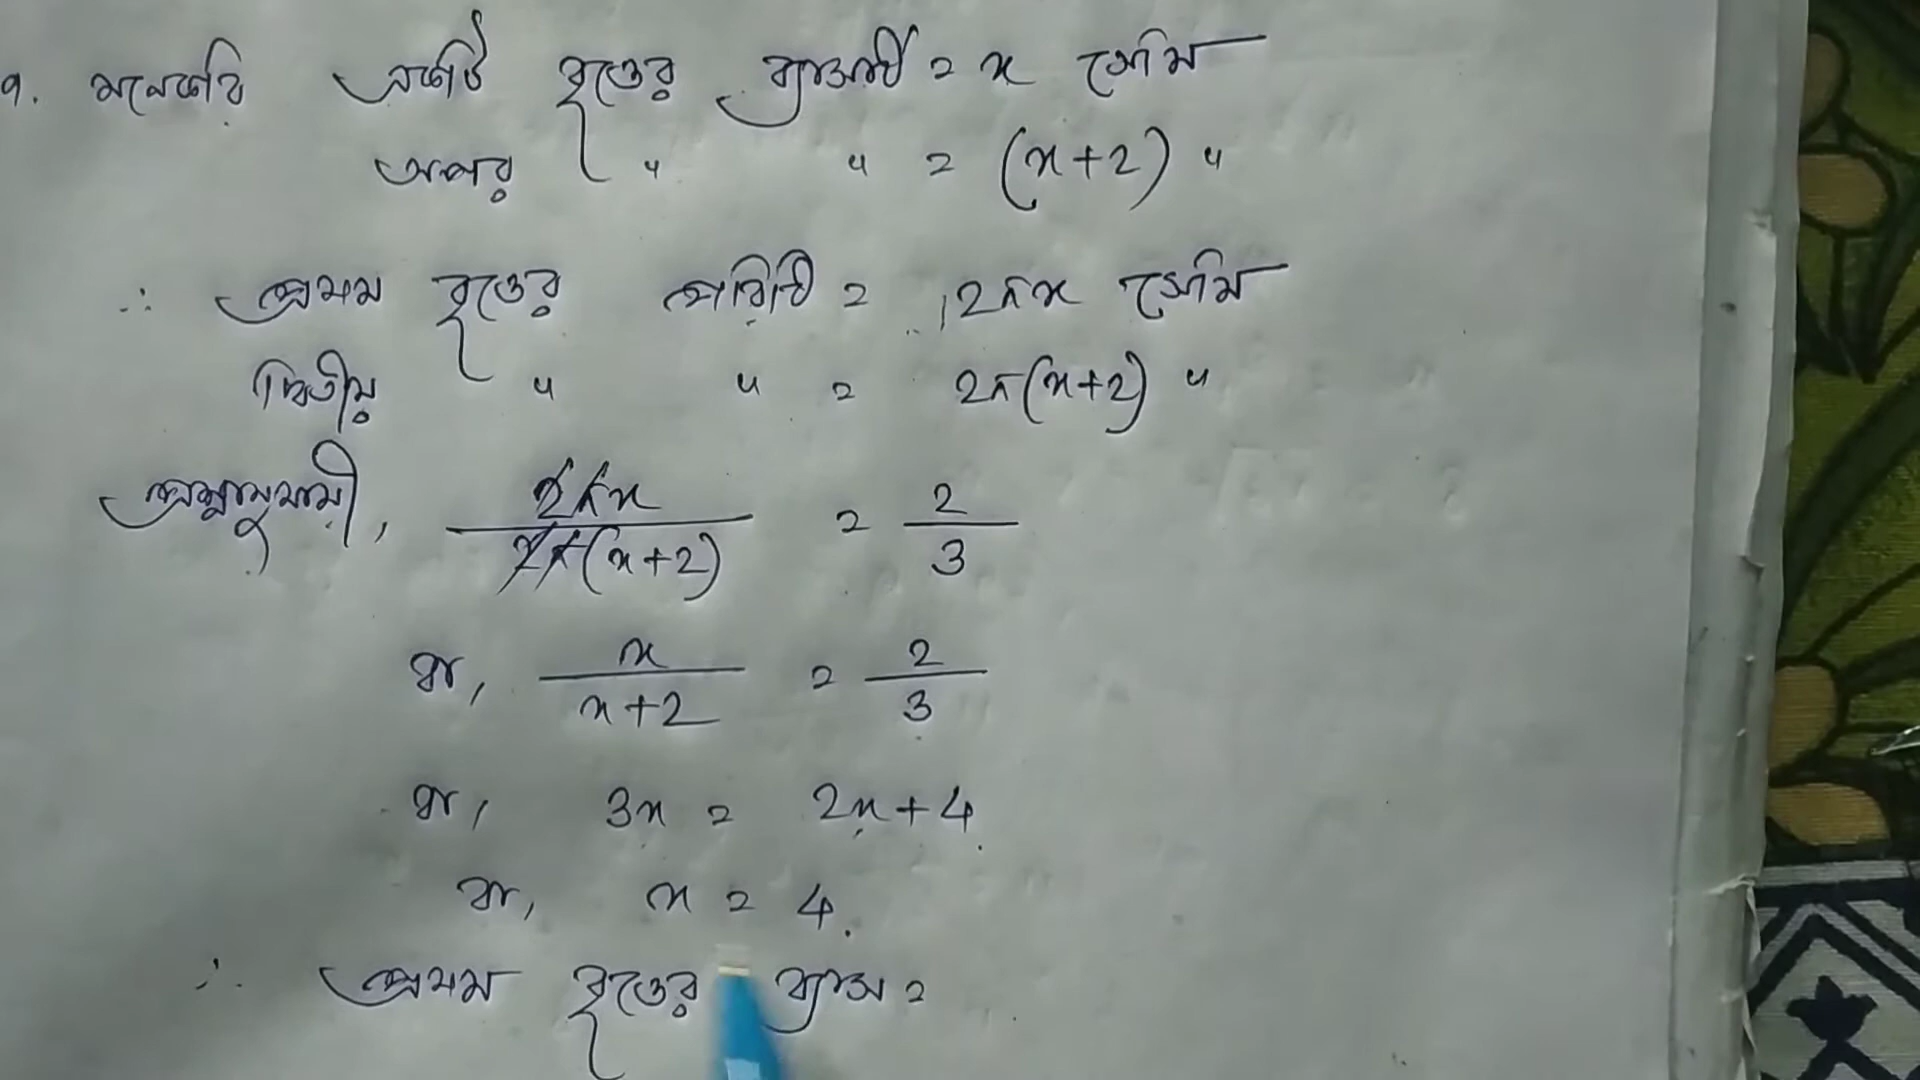 ৭. মনেকরি একটি বৃত্তের ব্যাসার্ধ = x সেমি
অপর " " = (x+2) "
∴ প্রথম বৃত্তের পরিধি = 2πx সেমি
দ্বিতীয় " " = 2π(x+2) "
প্রশ্নানুযায়ী, 2πx / 2π(x+2) = 2/3
বা, x / x+2 = 2/3
বা, 3x = 2x+4
বা, x = 4.
∴ প্রথম বৃত্তের ব্যাস =